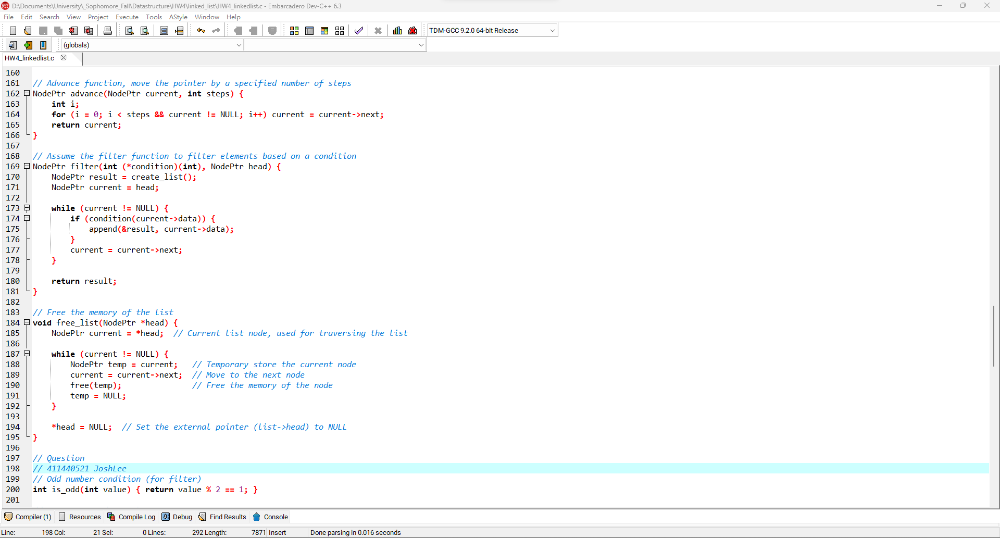 D:\Documents\University\_Sophomore_Fall\Datastructure\HW4\linked_list\HW4_linkedlist.c - Embarcadero Dev-C++ 6.3
File Edit Search View Project Execute Tools AStyle Window Help
TDM-GCC 9.2.0 64-bit Release
(globals)
HW4_linkedlist.c
160
161 // Advance function, move the pointer by a specified number of steps
162 NodePtr advance(NodePtr current, int steps) {
163     int i;
164     for (i = 0; i < steps && current != NULL; i++) current = current->next;
165     return current;
166 }
167
168 // Assume the filter function to filter elements based on a condition
169 NodePtr filter(int (*condition)(int), NodePtr head) {
170     NodePtr result = create_list();
171     NodePtr current = head;
172
173     while (current != NULL) {
174         if (condition(current->data)) {
175             append(&result, current->data);
176         }
177         current = current->next;
178     }
179
180     return result;
181 }
182
183 // Free the memory of the list
184 void free_list(NodePtr *head) {
185     NodePtr current = *head;  // Current list node, used for traversing the list
186
187     while (current != NULL) {
188         NodePtr temp = current;   // Temporary store the current node
189         current = current->next;  // Move to the next node
190         free(temp);               // Free the memory of the node
191         temp = NULL;
192     }
193
194     *head = NULL;  // Set the external pointer (list->head) to NULL
195 }
196
197 // Question
198 // 411440521 JoshLee
199 // Odd number condition (for filter)
200 int is_odd(int value) { return value % 2 == 1; }
201
Compiler (1) Resources Compile Log Debug Find Results Console
Line: 198 Col: 21 Sel: 0 Lines: 292 Length: 7871 Insert Done parsing in 0.016 seconds